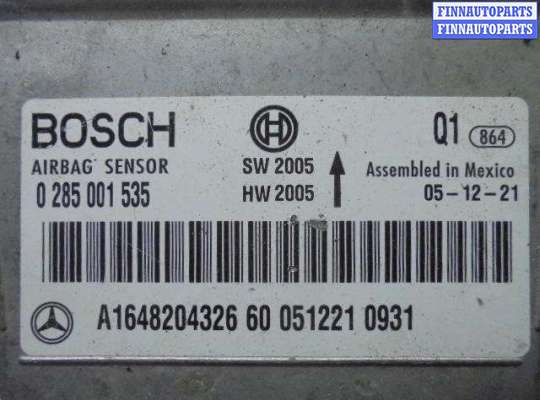 FINNAUTOPARTS
FINNAUTOPARTS
BOSCH
AIRBAG SENSOR
0 285 001 535
SW 2005
HW 2005
Q1 864
Assembled in Mexico
05-12-21
A1648204326 60 051221 0931